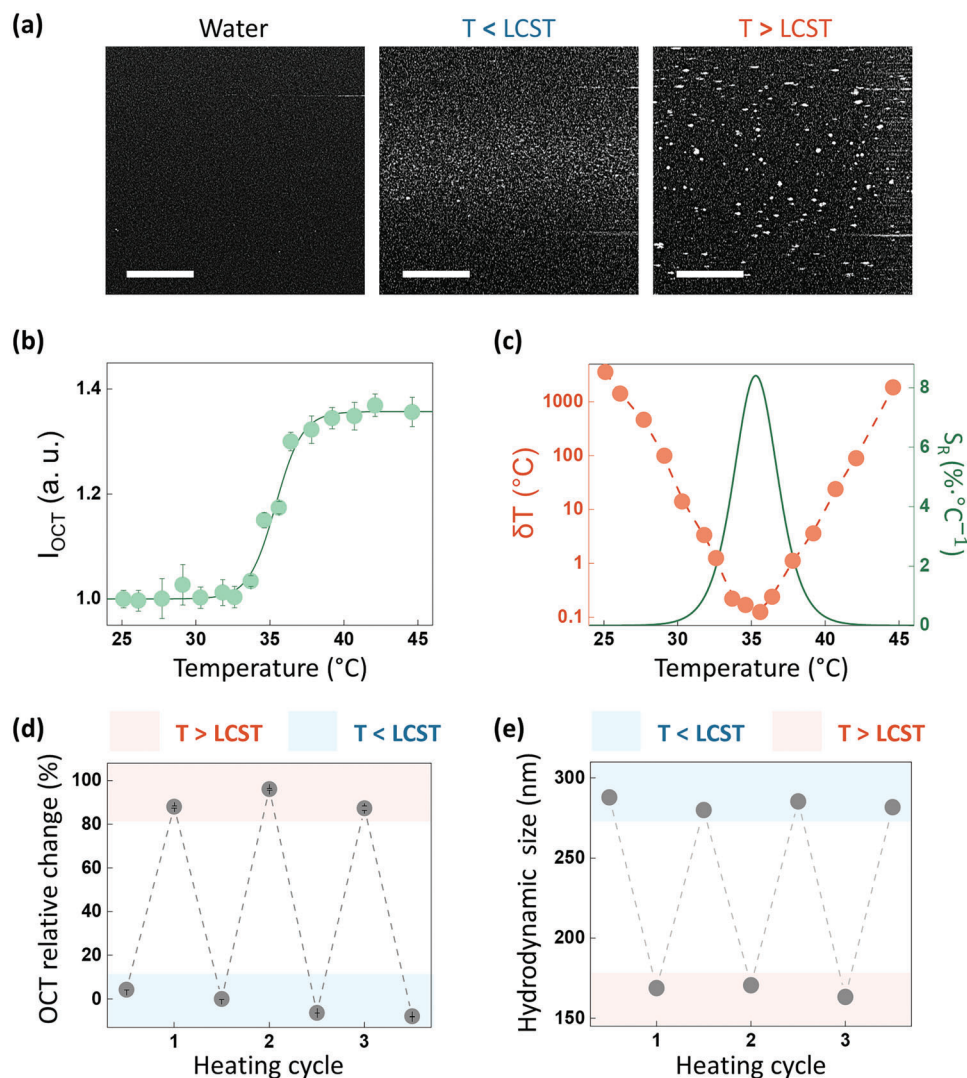 (a)
Water
T < LCST
T > LCST
(b)
I_OCT (a. u.)
1.4
1.2
1.0
25 30 35 40 45
Temperature (°C)
(c)
δT (°C)
1000
100
10
1
0.1
8
6
4
2
0
S_R (%·°C⁻¹)
25 30 35 40 45
Temperature (°C)
(d)
T > LCST
T < LCST
OCT relative change (%)
100
80
60
40
20
0
1 2 3
Heating cycle
(e)
T < LCST
T > LCST
Hydrodynamic size (nm)
300
250
200
150
1 2 3
Heating cycle